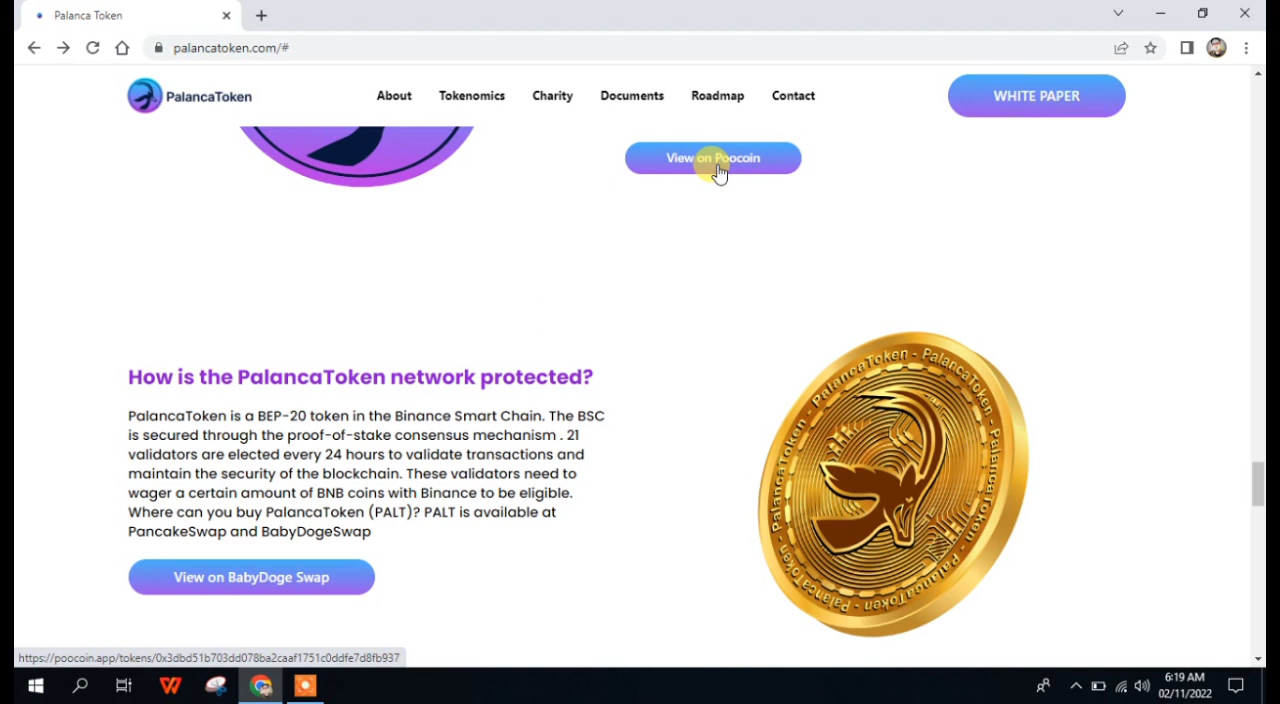 Palanca Token
palancatoken.com/#
PalancaToken
About
Tokenomics
Charity
Documents
Roadmap
Contact
WHITE PAPER
View on Poocoin
How is the PalancaToken network protected?
PalancaToken is a BEP-20 token in the Binance Smart Chain. The BSC
is secured through the proof-of-stake consensus mechanism . 21
validators are elected every 24 hours to validate transactions and
maintain the security of the blockchain. These validators need to
wager a certain amount of BNB coins with Binance to be eligible.
Where can you buy PalancaToken (PALT)? PALT is available at
PancakeSwap and BabyDogeSwap
View on BabyDoge Swap
PalancaToken - PalancaToken - PalancaToken - PalancaToken - PalancaToken -
https://poocoin.app/tokens/0x3dbd51b703dd078ba2caaf1751c0ddfe7d8fb937
6:19 AM
02/11/2022